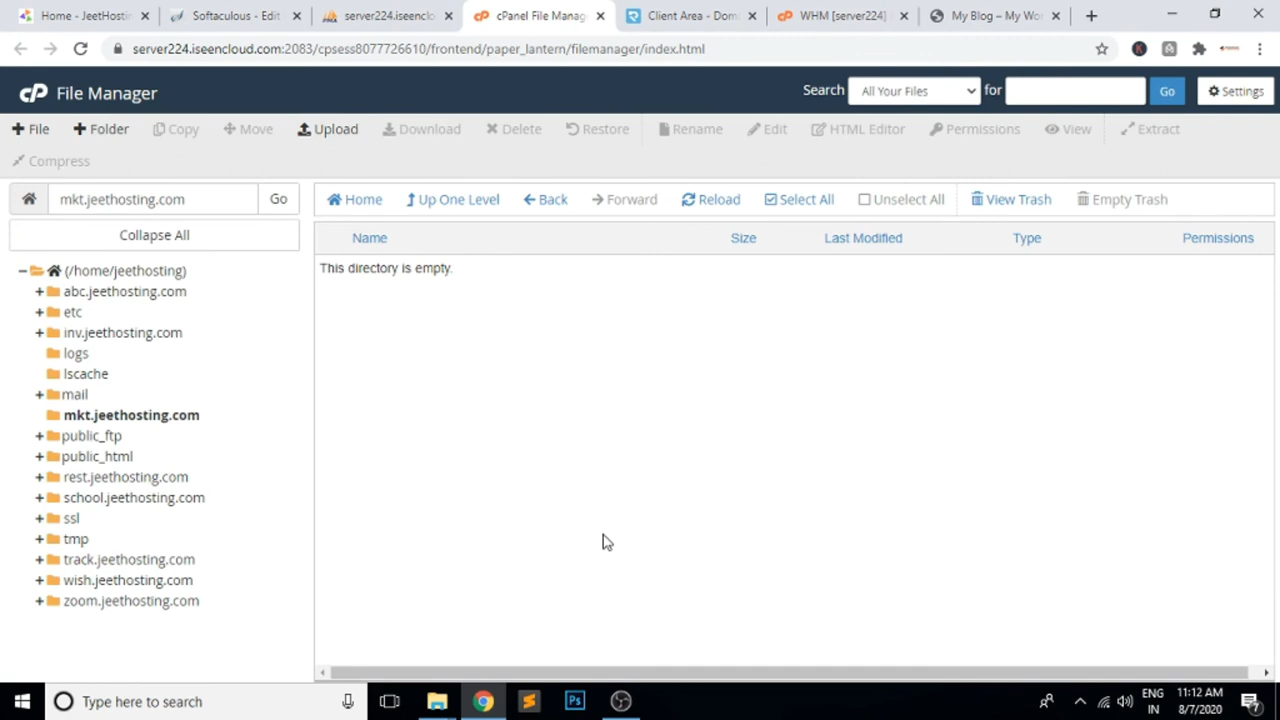 Home - JeetHostin
Softaculous - Edit
server224.iseenclo
cPanel File Manag
Client Area - Dom
WHM [server224]
My Blog – My Wo
server224.iseencloud.com:2083/cpsess8077726610/frontend/paper_lantern/filemanager/index.html
cP File Manager
Search All Your Files for Go Settings
File Folder Copy Move Upload Download Delete Restore Rename Edit HTML Editor Permissions View Extract
Compress
mkt.jeethosting.com Go
Home Up One Level Back Forward Reload Select All Unselect All View Trash Empty Trash
Collapse All
Name Size Last Modified Type Permissions
This directory is empty.
(/home/jeethosting)
abc.jeethosting.com
etc
inv.jeethosting.com
logs
lscache
mail
mkt.jeethosting.com
public_ftp
public_html
rest.jeethosting.com
school.jeethosting.com
ssl
tmp
track.jeethosting.com
wish.jeethosting.com
zoom.jeethosting.com
Type here to search
Ps
ENG
IN
11:12 AM
8/7/2020
7